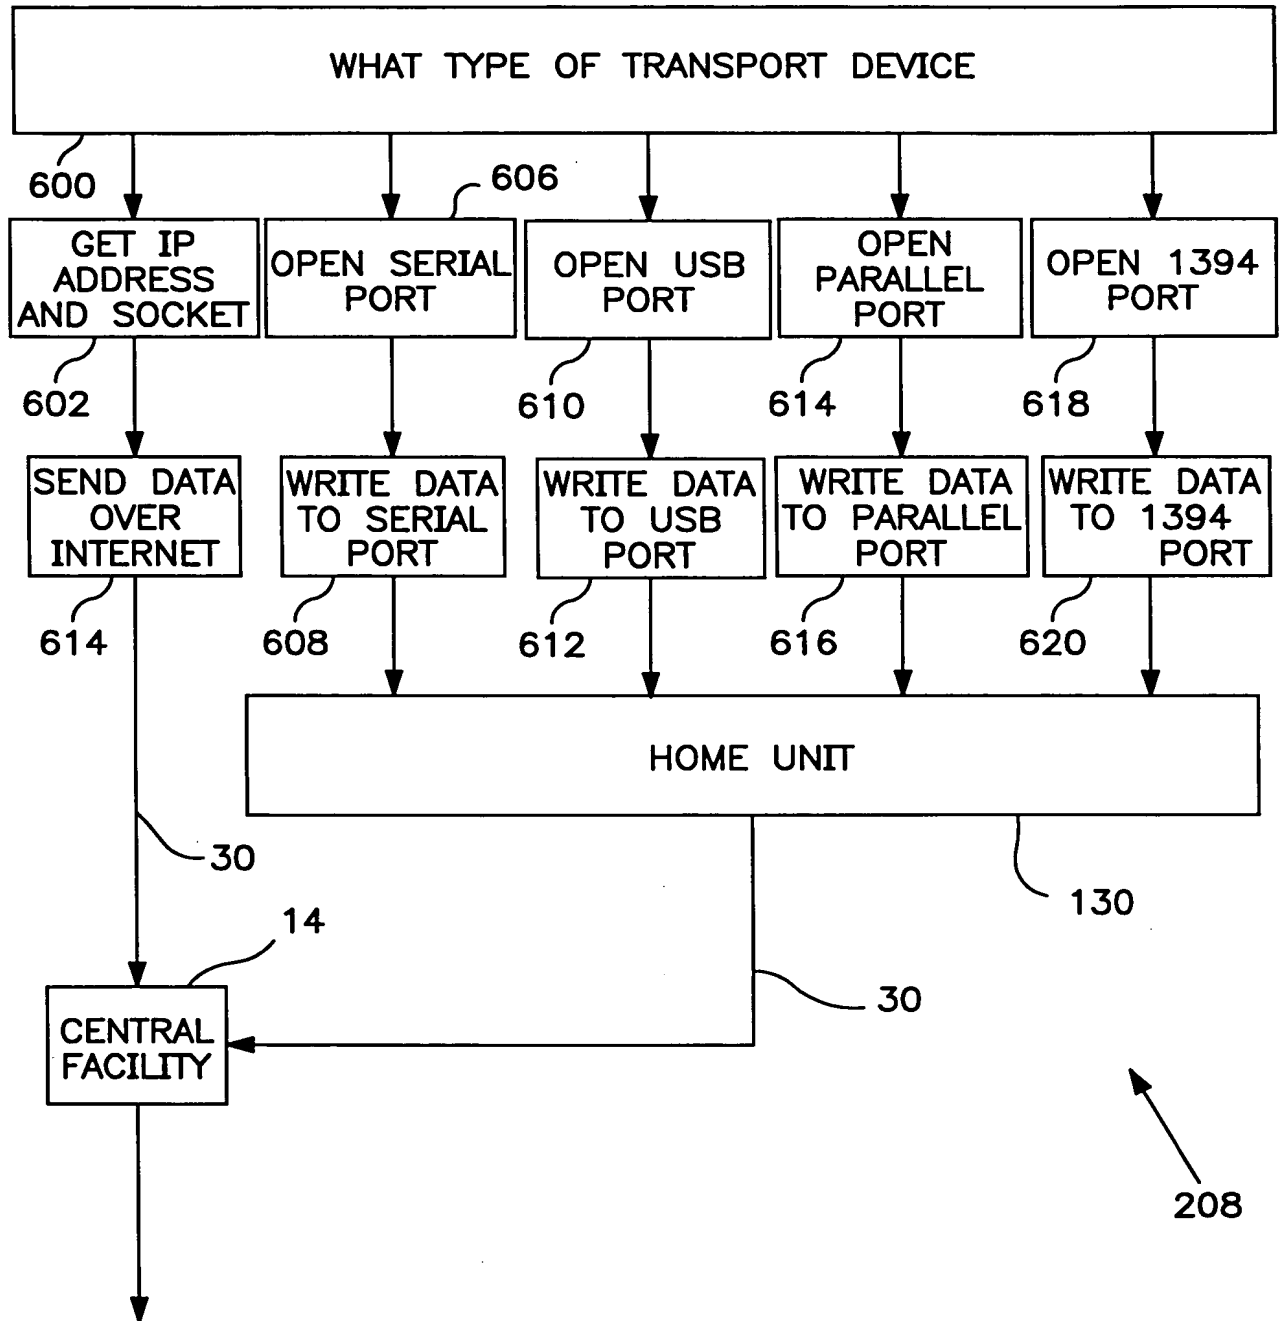 WHAT TYPE OF TRANSPORT DEVICE
600
606
GET IP
ADDRESS
AND SOCKET
OPEN SERIAL
PORT
OPEN USB
PORT
OPEN
PARALLEL
PORT
OPEN 1394
PORT
602
610
614
618
SEND DATA
OVER
INTERNET
WRITE DATA
TO SERIAL
PORT
WRITE DATA
TO USB
PORT
WRITE DATA
TO PARALLEL
PORT
WRITE DATA
TO 1394
PORT
614
608
612
616
620
HOME UNIT
30
130
14
30
CENTRAL
FACILITY
208